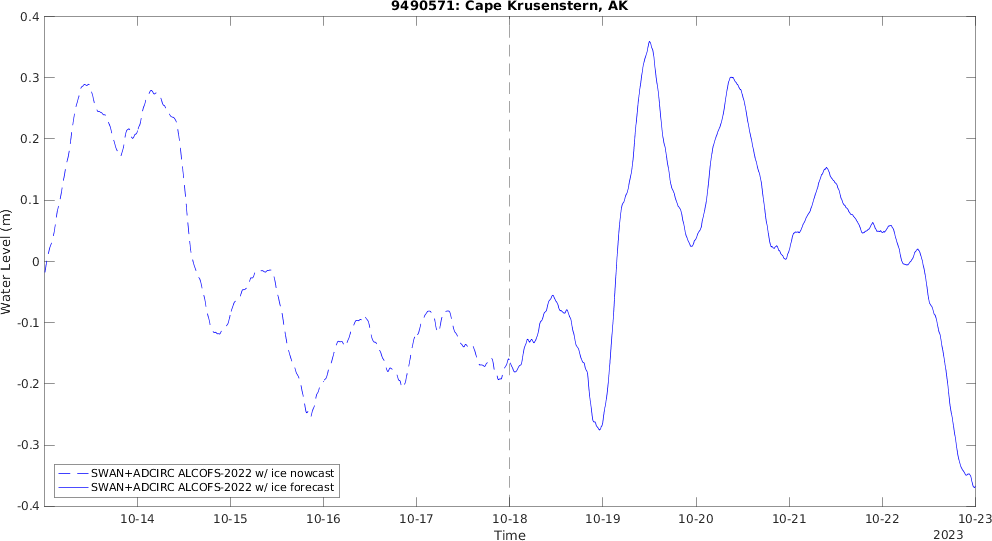 9490571: Cape Krusenstern, AK
0.4
0.3
0.2
0.1
0
-0.1
-0.2
-0.3
-0.4
Water Level (m)
SWAN+ADCIRC ALCOFS-2022 w/ ice nowcast
SWAN+ADCIRC ALCOFS-2022 w/ ice forecast
10-14 10-15 10-16 10-17 10-18 10-19 10-20 10-21 10-22 10-23
Time
2023